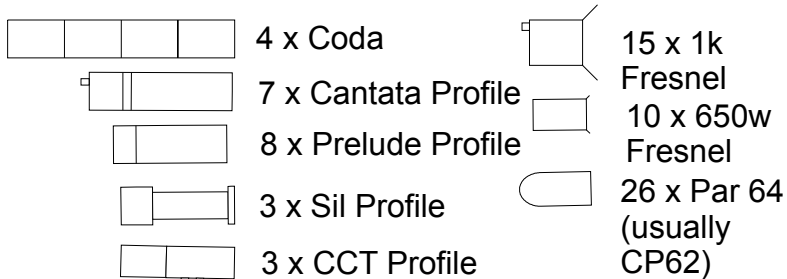 4 x Coda
7 x Cantata Profile
8 x Prelude Profile
3 x Sil Profile
3 x CCT Profile
15 x 1k
Fresnel
10 x 650w
Fresnel
26 x Par 64
(usually
CP62)